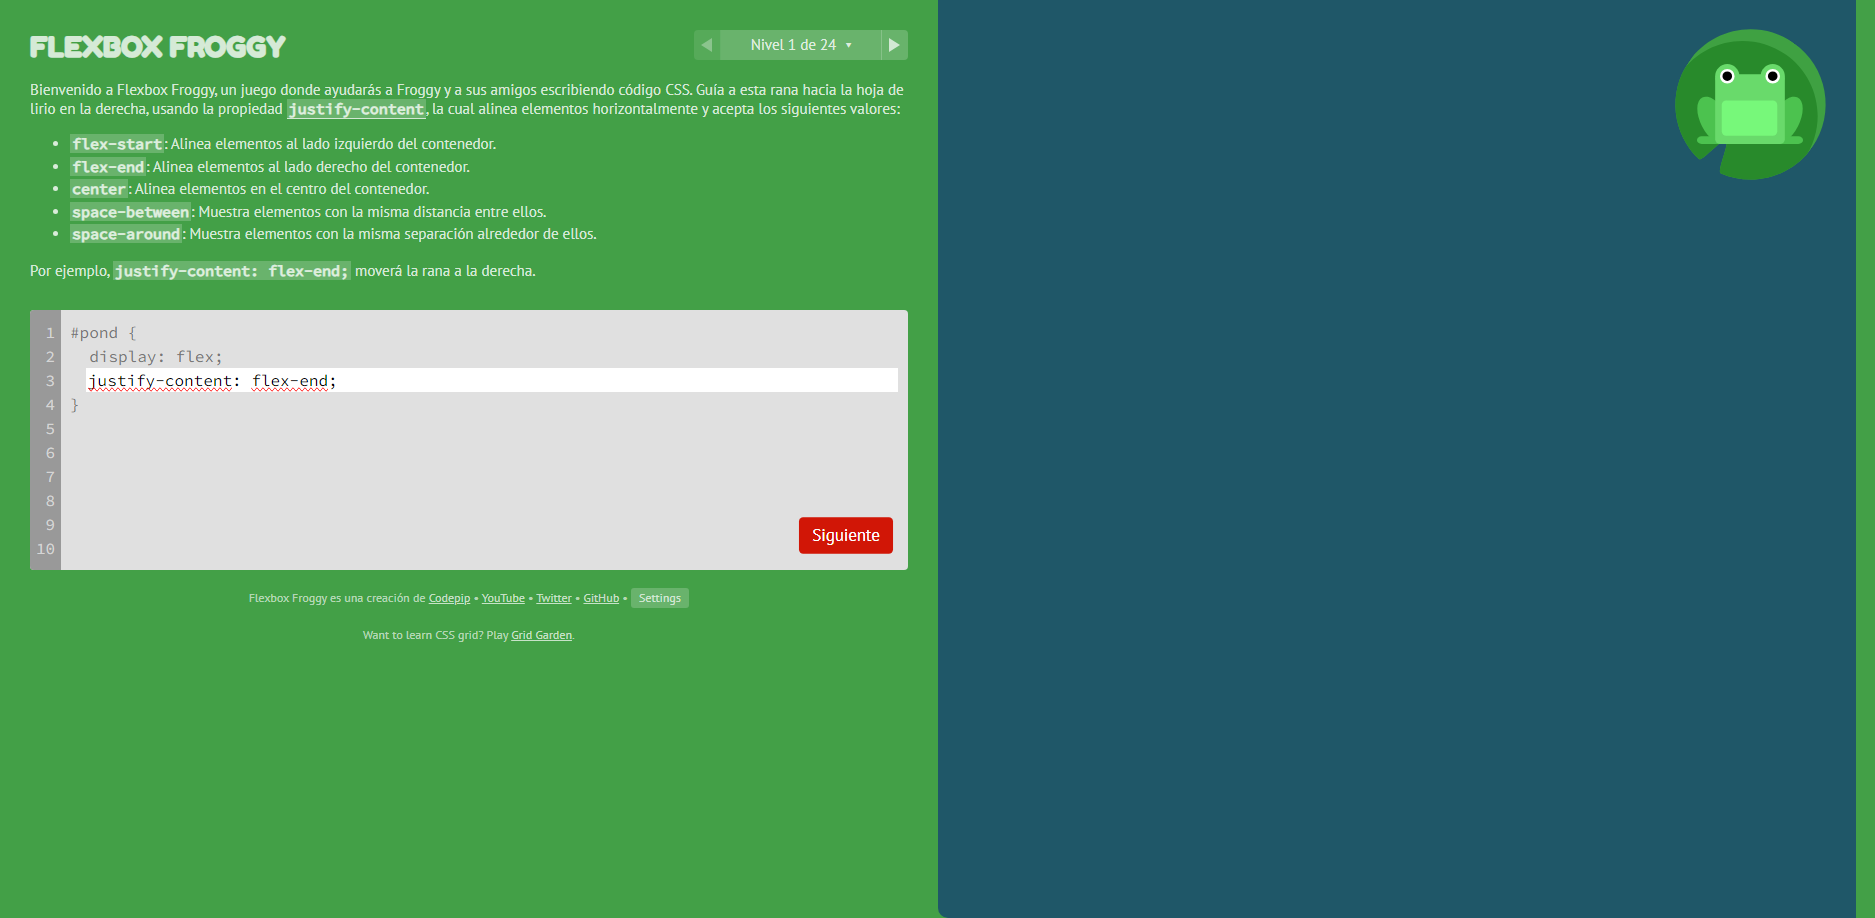 FLEXBOX FROGGY
Nivel 1 de 24
Bienvenido a Flexbox Froggy, un juego donde ayudarás a Froggy y a sus amigos escribiendo código CSS. Guía a esta rana hacia la hoja de
lirio en la derecha, usando la propiedad justify-content, la cual alinea elementos horizontalmente y acepta los siguientes valores:
• flex-start: Alinea elementos al lado izquierdo del contenedor.
• flex-end: Alinea elementos al lado derecho del contenedor.
• center: Alinea elementos en el centro del contenedor.
• space-between: Muestra elementos con la misma distancia entre ellos.
• space-around: Muestra elementos con la misma separación alrededor de ellos.
Por ejemplo, justify-content: flex-end; moverá la rana a la derecha.
1 #pond {
2 display: flex;
3 justify-content: flex-end;
4 }
5
6
7
8
9
10
Siguiente
Flexbox Froggy es una creación de Codepip • YouTube • Twitter • GitHub • Settings
Want to learn CSS grid? Play Grid Garden.